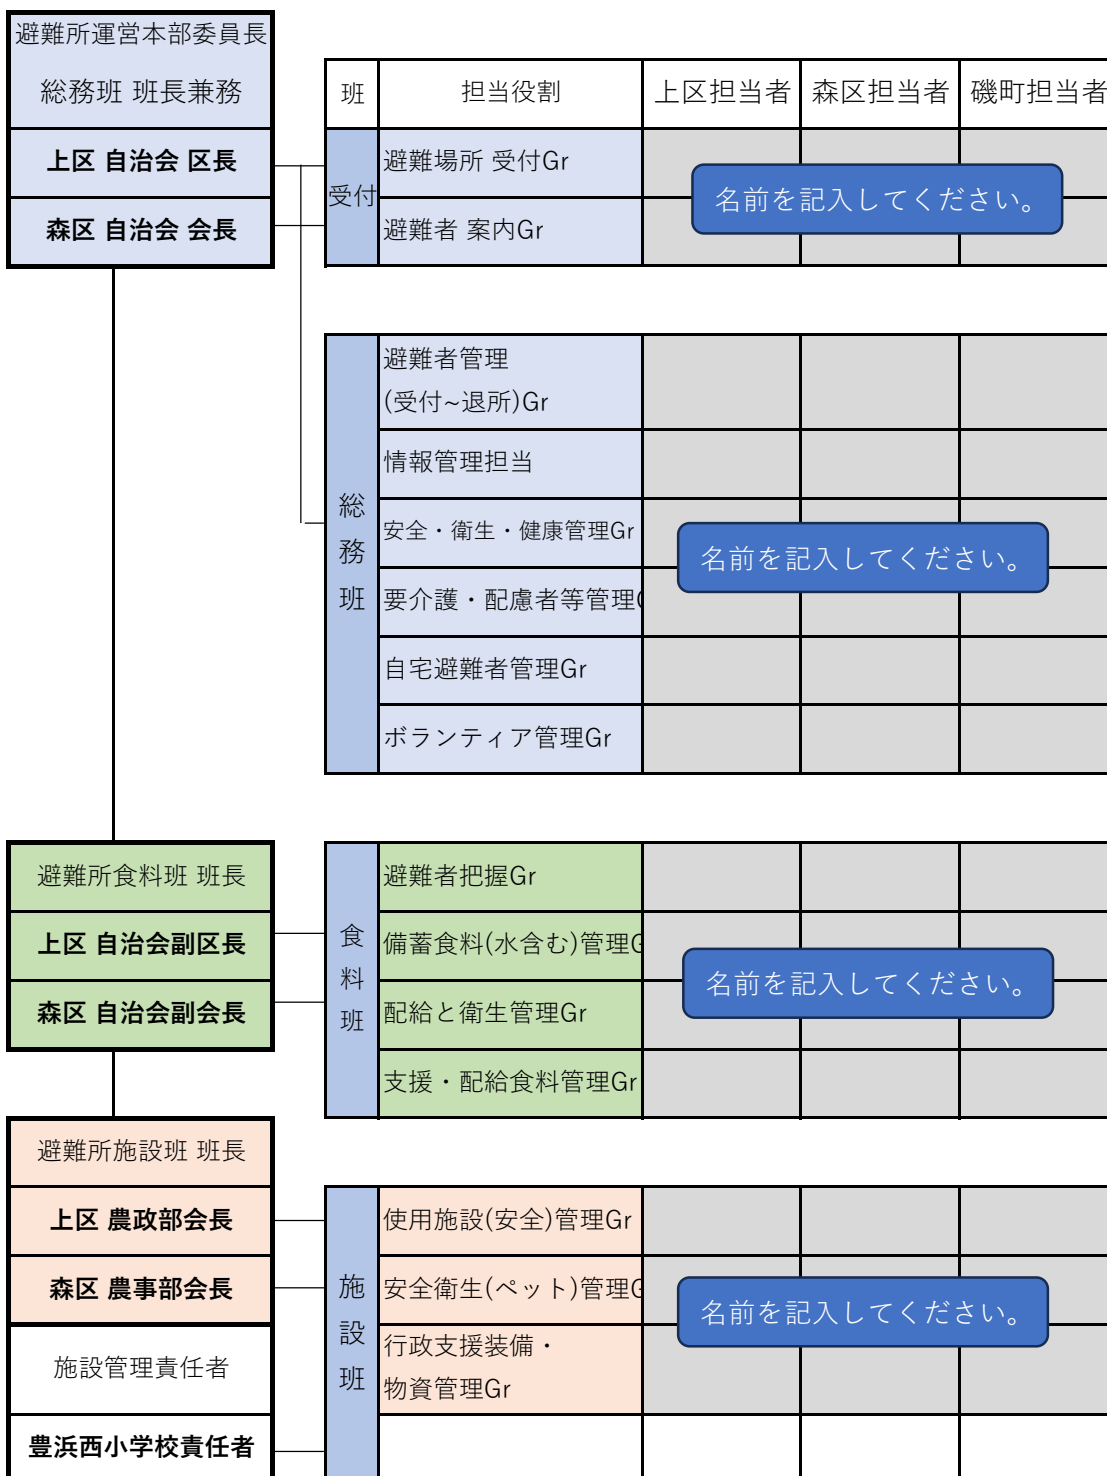 避難所運営本部委員長
総務班 班長兼務
上区 自治会 区長
森区 自治会 会長
班
担当役割
上区担当者
森区担当者
磯町担当者
受付
避難場所 受付Gr
避難者 案内Gr
名前を記入してください。
総務班
避難者管理
(受付~退所)Gr
情報管理担当
安全・衛生・健康管理Gr
要介護・配慮者等管理
自宅避難者管理Gr
ボランティア管理Gr
名前を記入してください。
避難所食料班 班長
上区 自治会副区長
森区 自治会副会長
食料班
避難者把握Gr
備蓄食料(水含む)管理
配給と衛生管理Gr
支援・配給食料管理Gr
名前を記入してください。
避難所施設班 班長
上区 農政部会長
森区 農事部会長
施設管理責任者
豊浜西小学校責任者
施設班
使用施設(安全)管理Gr
安全衛生(ペット)管理
行政支援装備・
物資管理Gr
名前を記入してください。